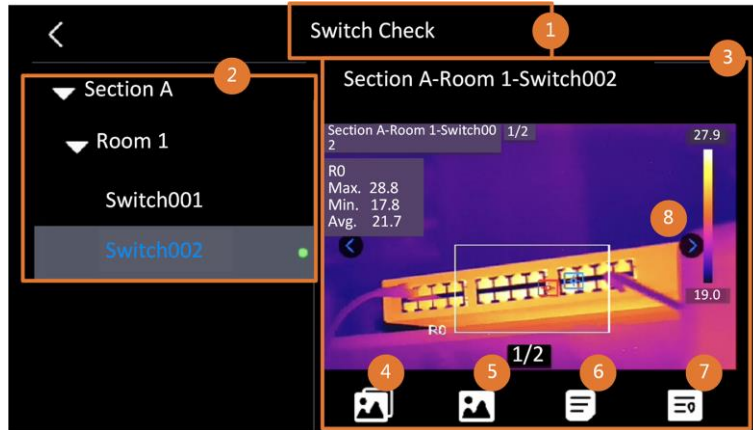 Switch Check
1
2
3
Section A
Room 1
Switch001
Switch002
Section A-Room 1-Switch002
Section A-Room 1-Switch00
2
1/2
27.9
R0
Max. 28.8
Min. 17.8
Avg. 21.7
8
19.0
R0
1/2
4
5
6
7